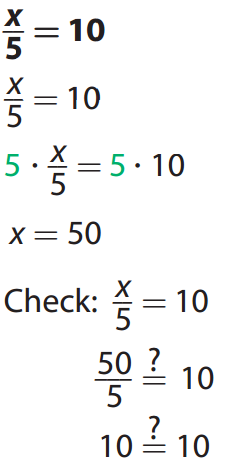 x/5 = 10
x/5 = 10
5 · x/5 = 5 · 10
x = 50
Check: x/5 = 10
50/5 ≟ 10
10 ≟ 10